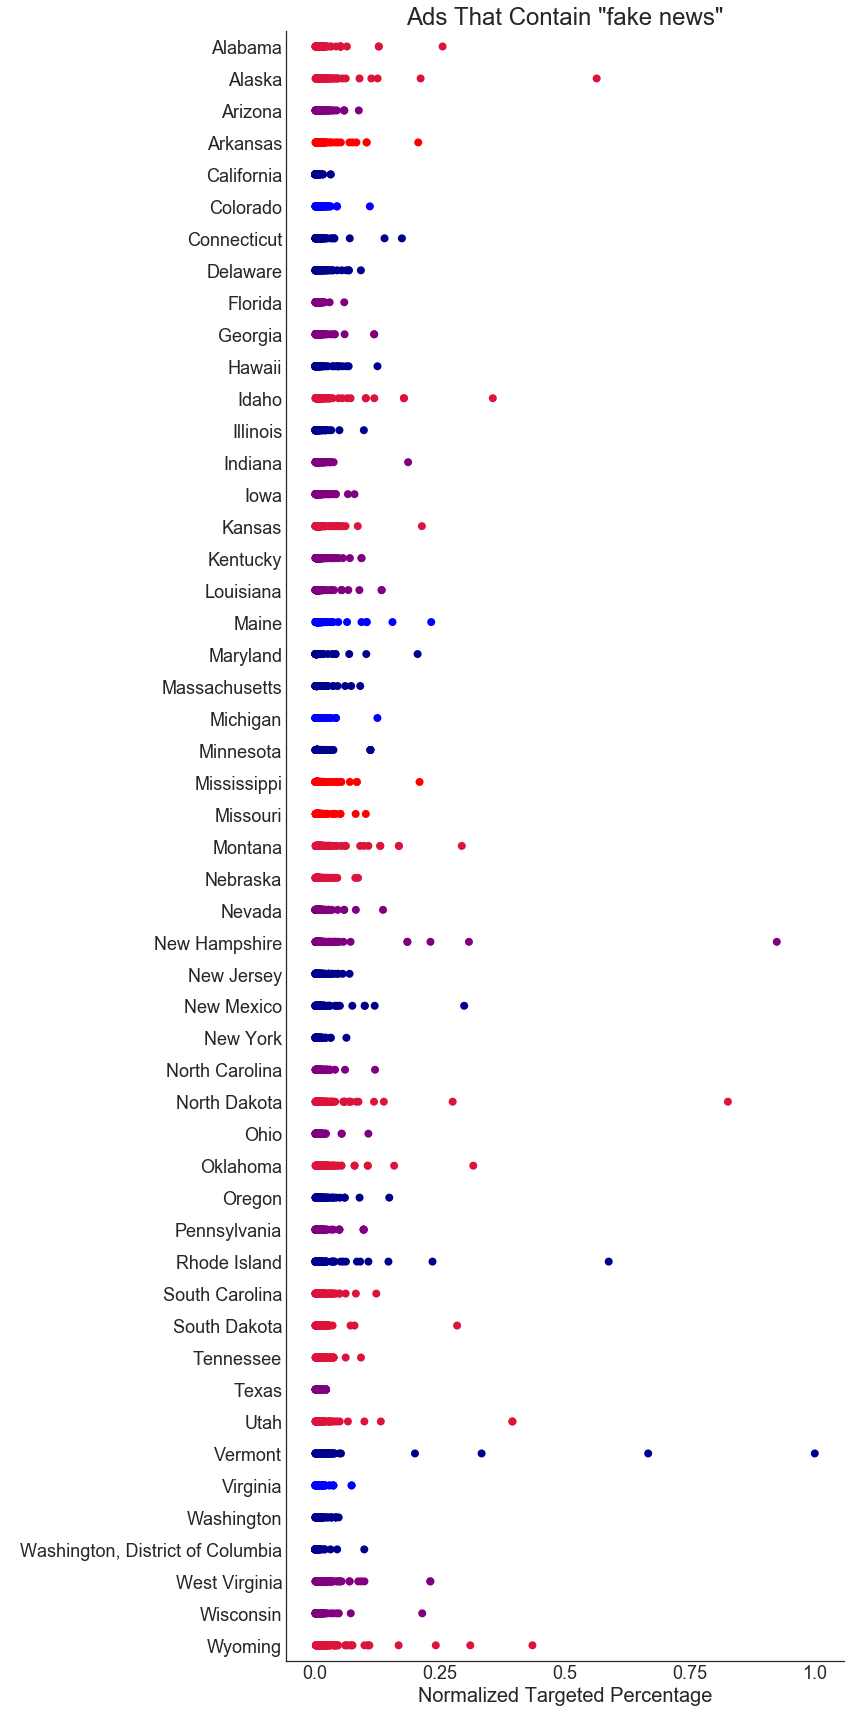 Ads That Contain "fake news"
Alabama
Alaska
Arizona
Arkansas
California
Colorado
Connecticut
Delaware
Florida
Georgia
Hawaii
Idaho
Illinois
Indiana
Iowa
Kansas
Kentucky
Louisiana
Maine
Maryland
Massachusetts
Michigan
Minnesota
Mississippi
Missouri
Montana
Nebraska
Nevada
New Hampshire
New Jersey
New Mexico
New York
North Carolina
North Dakota
Ohio
Oklahoma
Oregon
Pennsylvania
Rhode Island
South Carolina
South Dakota
Tennessee
Texas
Utah
Vermont
Virginia
Washington
Washington, District of Columbia
West Virginia
Wisconsin
Wyoming
0.0 0.25 0.5 0.75 1.0
Normalized Targeted Percentage